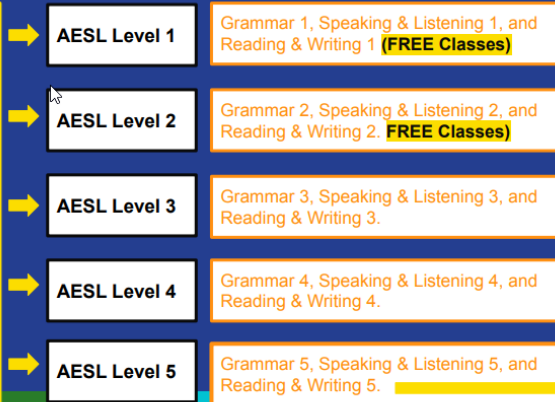 AESL Level 1
Grammar 1, Speaking & Listening 1, and
Reading & Writing 1 (FREE Classes)
AESL Level 2
Grammar 2, Speaking & Listening 2, and
Reading & Writing 2. FREE Classes)
AESL Level 3
Grammar 3, Speaking & Listening 3, and
Reading & Writing 3.
AESL Level 4
Grammar 4, Speaking & Listening 4, and
Reading & Writing 4.
AESL Level 5
Grammar 5, Speaking & Listening 5, and
Reading & Writing 5.